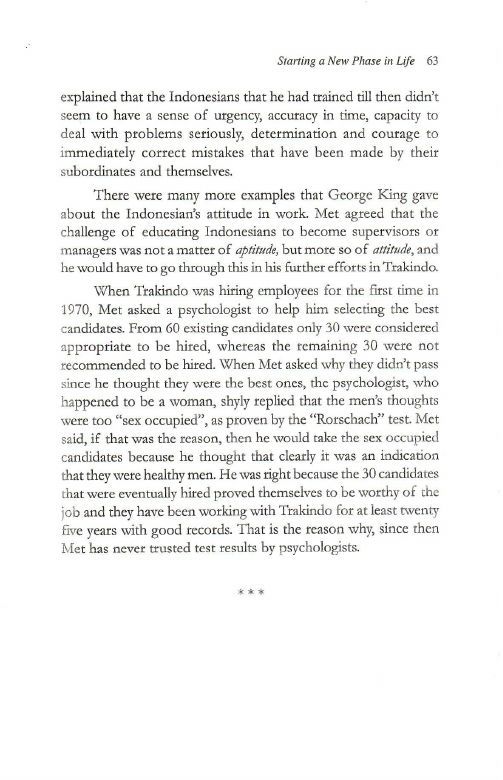 Starting a New Phase in Life 63
explained that the Indonesians that he had trained till then didn't
seem to have a sense of urgency, accuracy in time, capacity to
deal with problems seriously, determination and courage to
immediately correct mistakes that have been made by their
subordinates and themselves.
There were many more examples that George King gave
about the Indonesian's attitude in work. Met agreed that the
challenge of educating Indonesians to become supervisors or
managers was not a matter of aptitude, but more so of attitude, and
he would have to go through this in his further efforts in Trakindo.
When Trakindo was hiring employees for the first time in
1970, Met asked a psychologist to help him selecting the best
candidates. From 60 existing candidates only 30 were considered
appropriate to be hired, whereas the remaining 30 were not
recommended to be hired. When Met asked why they didn't pass
since he thought they were the best ones, the psychologist, who
happened to be a woman, shyly replied that the men's thoughts
were too "sex occupied", as proven by the "Rorschach" test. Met
said, if that was the reason, then he would take the sex occupied
candidates because he thought that clearly it was an indication
that they were healthy men. He was right because the 30 candidates
that were eventually hired proved themselves to be worthy of the
job and they have been working with Trakindo for at least twenty
five years with good records. That is the reason why, since then
Met has never trusted test results by psychologists.
***